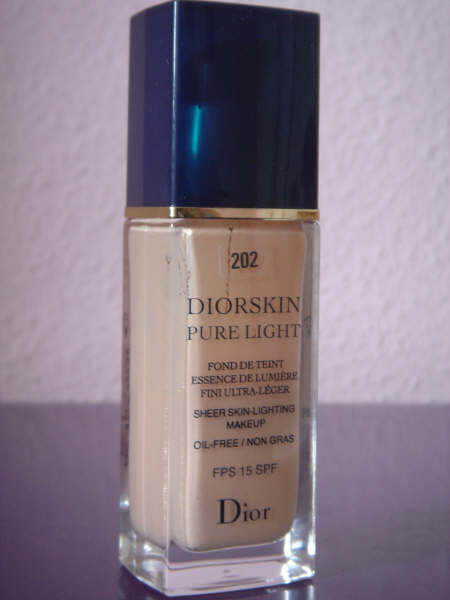 202
DIORSKIN
PURE LIGHT
FOND DE TEINT
ESSENCE DE LUMIÈRE
FINI ULTRA-LÉGER
SHEER SKIN-LIGHTING
MAKEUP
OIL-FREE / NON GRAS
FPS 15 SPF
Dior